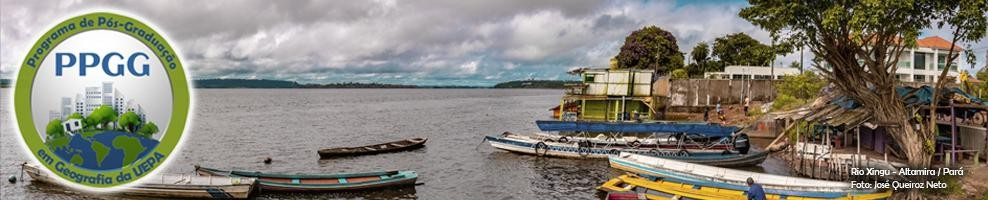 Programa de Pós-Graduação
PPGG
em Geografia da UEPA
Rio Xingu - Altamira / Pará
Foto: José Queiroz Neto